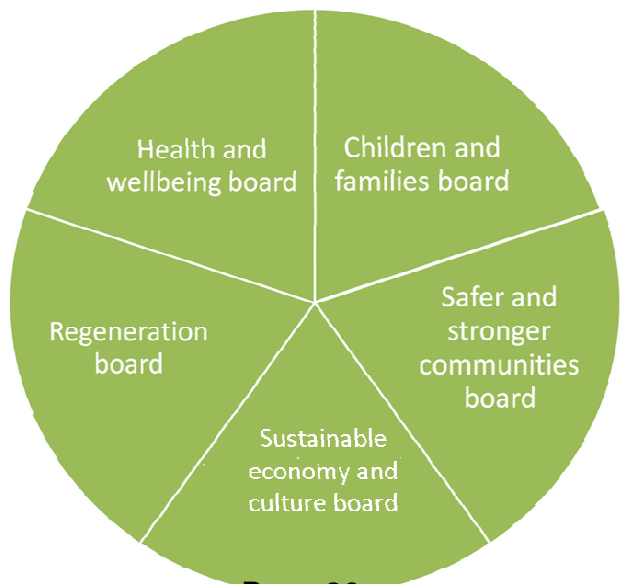 Health and
wellbeing board
Children and
families board
Safer and
stronger
communities
board
Sustainable
economy and
culture board
Regeneration
board